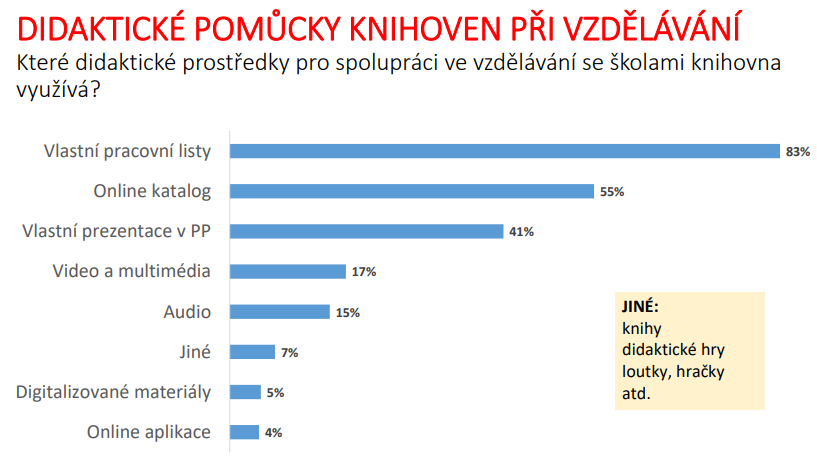 DIDAKTICKÉ POMŮCKY KNIHOVEN PŘI VZDĚLÁVÁNÍ
Které didaktické prostředky pro spolupráci ve vzdělávání se školami knihovna
využívá?
Vlastní pracovní listy 83%
Online katalog 55%
Vlastní prezentace v PP 41%
Video a multimédia 17%
Audio 15%
Jiné 7%
Digitalizované materiály 5%
Online aplikace 4%
JINÉ:
knihy
didaktické hry
loutky, hračky
atd.